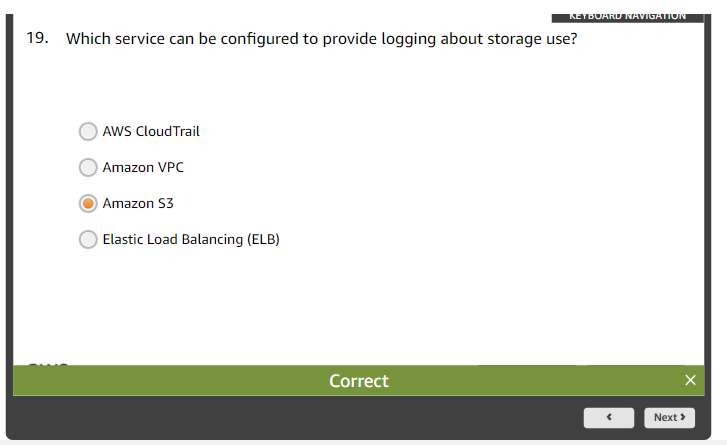 KEYBOARD NAVIGATION
19. Which service can be configured to provide logging about storage use?
AWS CloudTrail
Amazon VPC
Amazon S3
Elastic Load Balancing (ELB)
Correct
Next